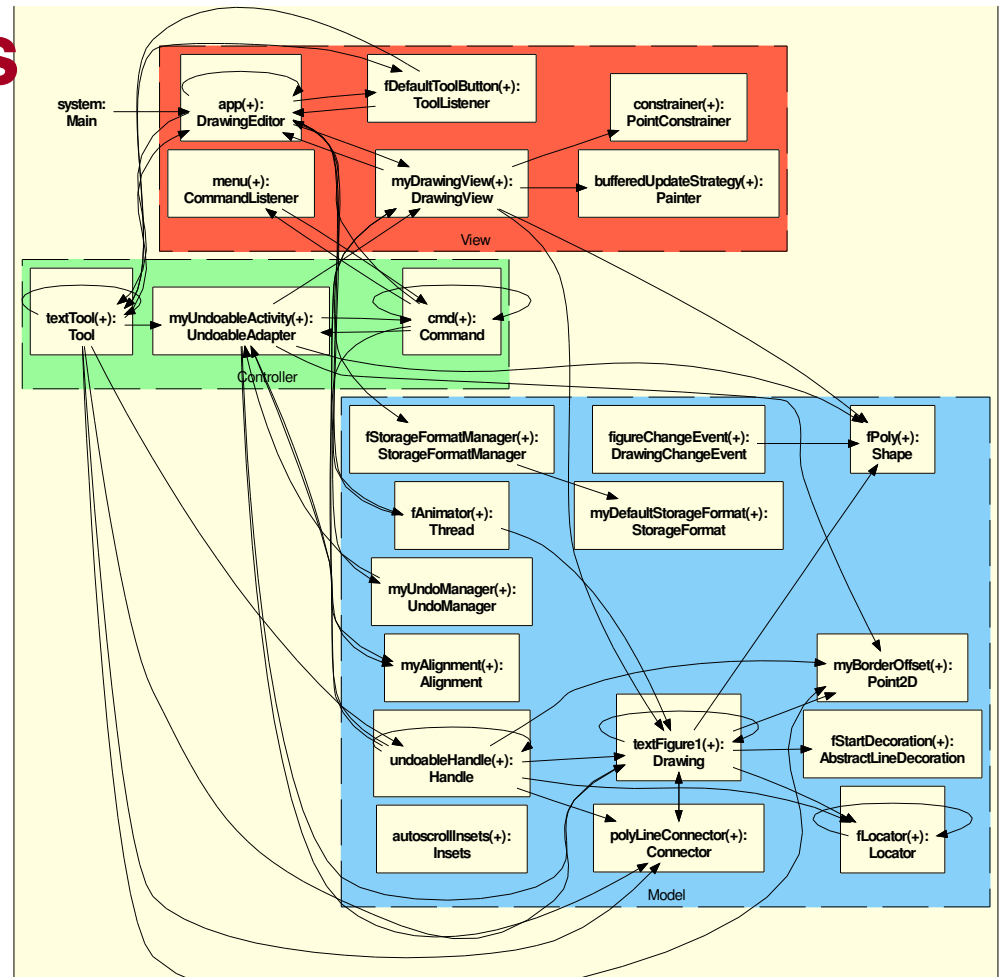 s
system:
Main
app(+):
DrawingEditor
fDefaultToolButton(+):
ToolListener
constrainer(+):
PointConstrainer
menu(+):
CommandListener
myDrawingView(+):
DrawingView
bufferedUpdateStrategy(+):
Painter
View
textTool(+):
Tool
myUndoableActivity(+):
UndoableAdapter
cmd(+):
Command
Controller
fStorageFormatManager(+):
StorageFormatManager
figureChangeEvent(+):
DrawingChangeEvent
fPoly(+):
Shape
fAnimator(+):
Thread
myDefaultStorageFormat(+):
StorageFormat
myUndoManager(+):
UndoManager
myAlignment(+):
Alignment
myBorderOffset(+):
Point2D
undoableHandle(+):
Handle
textFigure1(+):
Drawing
fStartDecoration(+):
AbstractLineDecoration
autoscrollInsets(+):
Insets
polyLineConnector(+):
Connector
fLocator(+):
Locator
Model